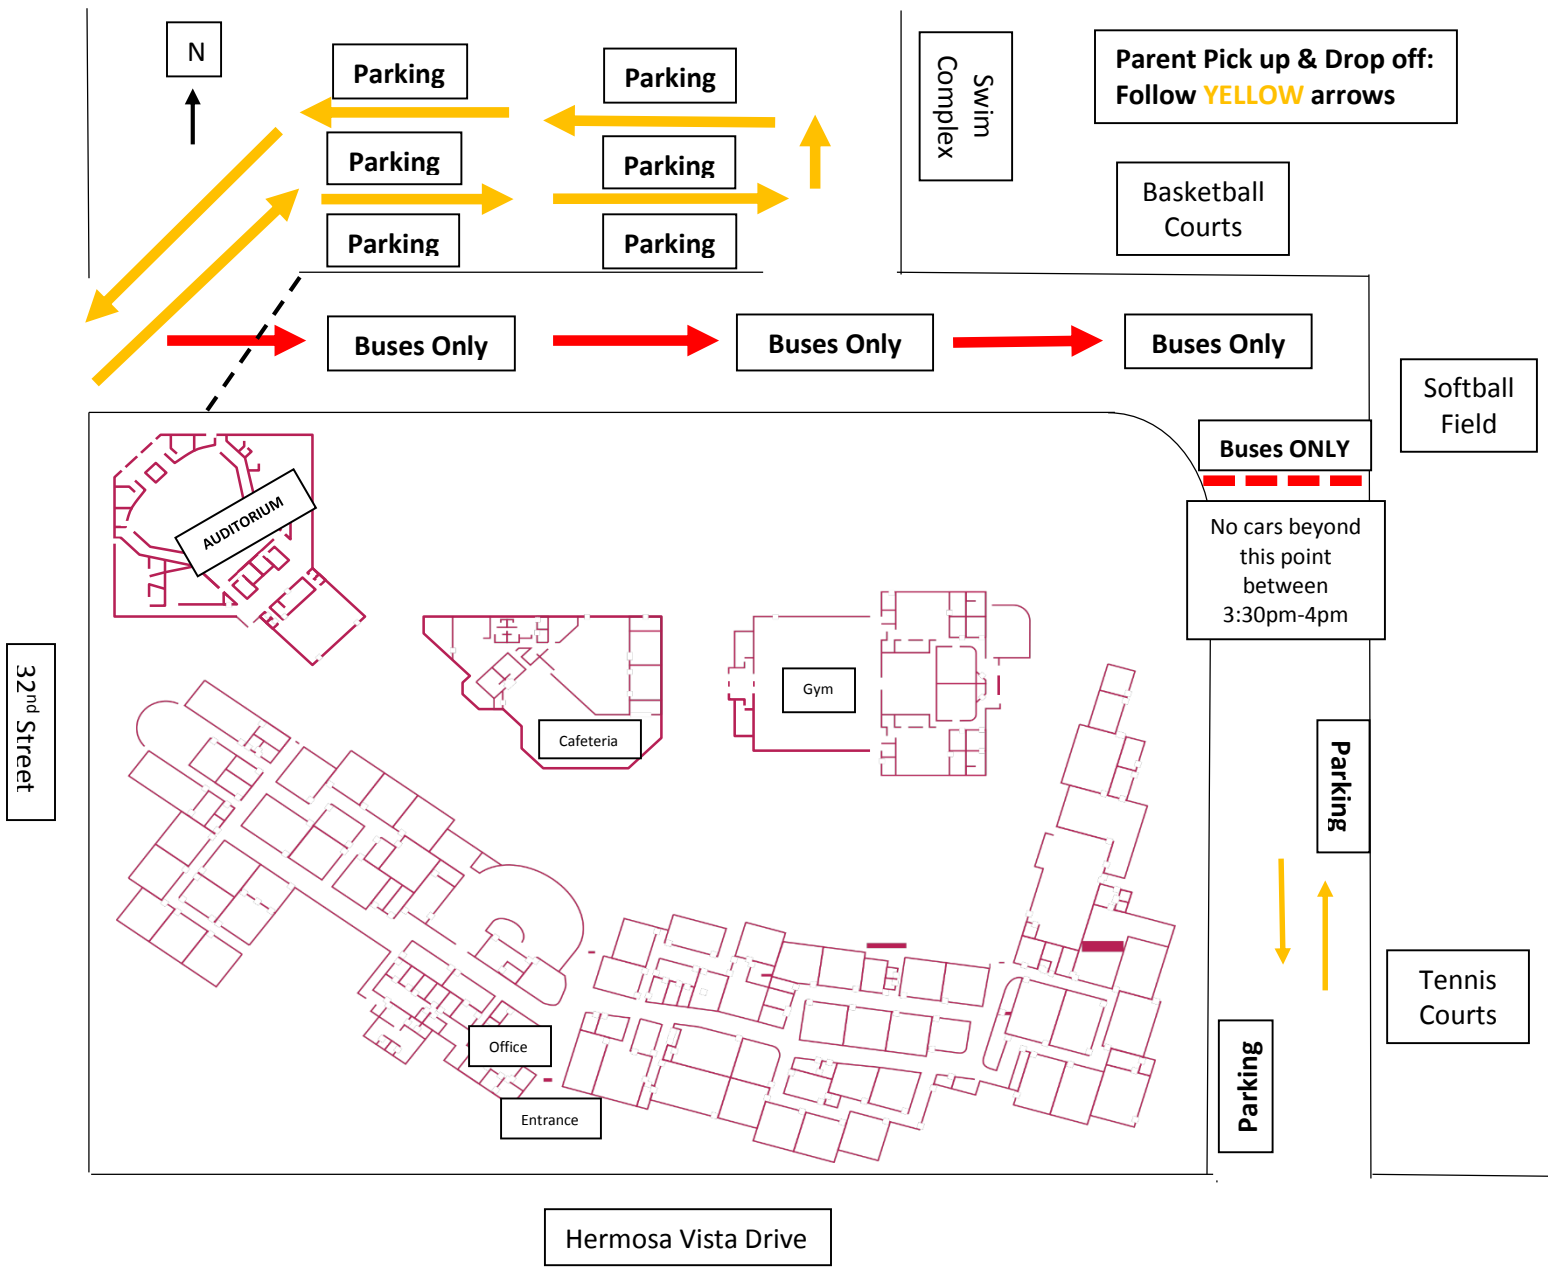 N
Parking
Parking
Swim
Complex
Parent Pick up & Drop off:
Follow YELLOW arrows
Parking
Parking
Basketball
Courts
Parking
Parking
Buses Only
Buses Only
Buses Only
Softball
Field
Buses ONLY
AUDITORIUM
No cars beyond
this point
between
3:30pm-4pm
32nd Street
Gym
Cafeteria
Parking
Tennis
Courts
Office
Parking
Entrance
Hermosa Vista Drive